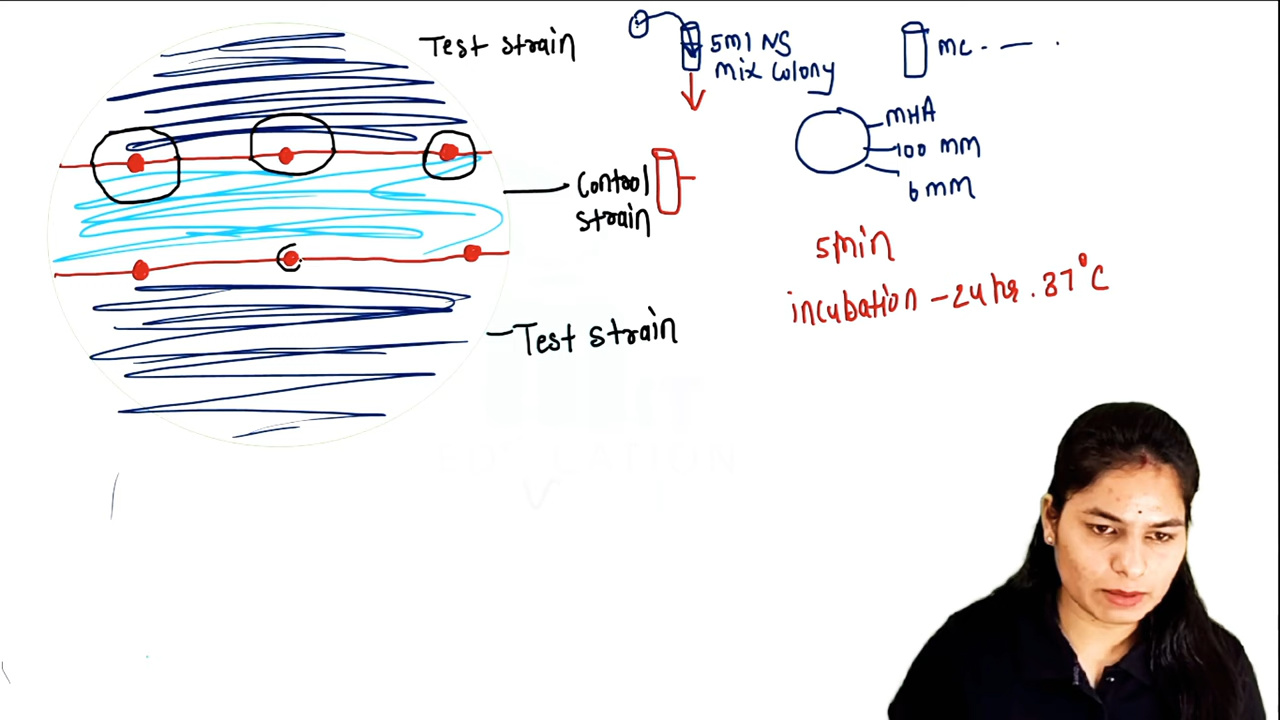 Test strain
5ml NS
mix colony
mc.
MHA
100 mm
6 mm
Control
strain
5min
incubation - 24 hr. 37°C
Test strain